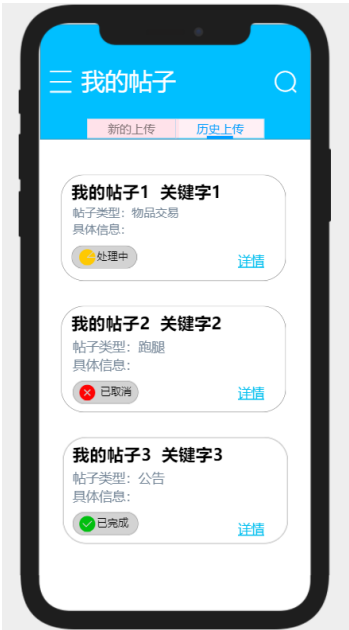 我的帖子
新的上传 历史上传
我的帖子1 关键字1
帖子类型：物品交易
具体信息：
处理中 详情
我的帖子2 关键字2
帖子类型：跑腿
具体信息：
已取消 详情
我的帖子3 关键字3
帖子类型：公告
具体信息：
已完成 详情